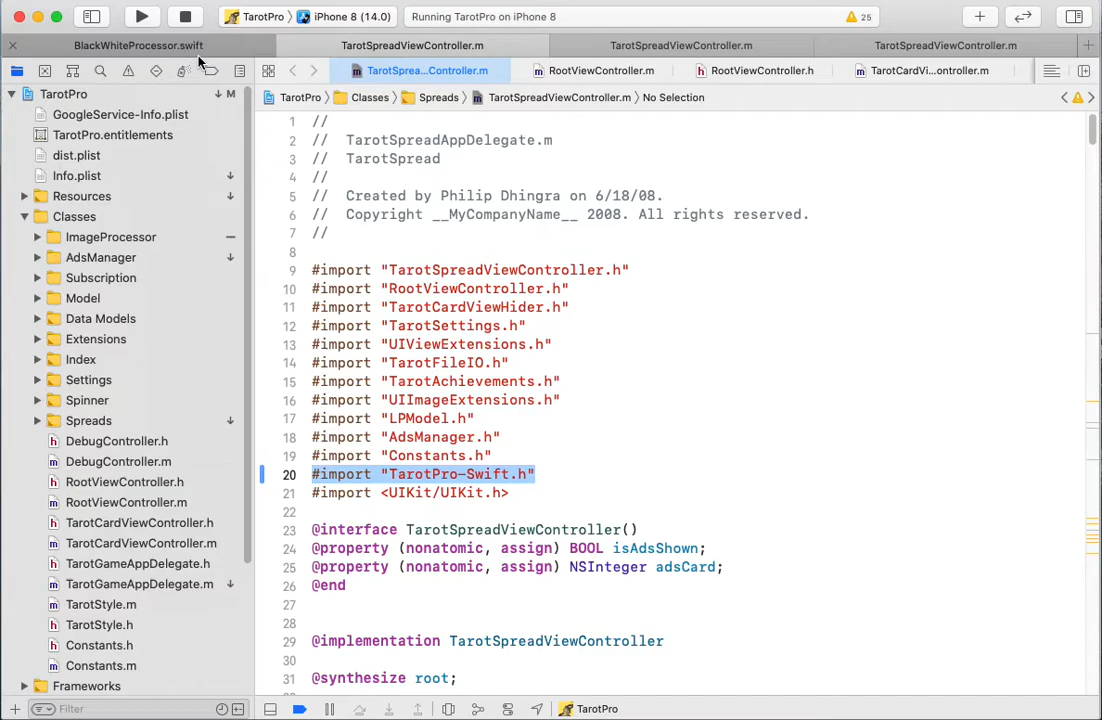 TarotPro
iPhone 8 (14.0)
Running TarotPro on iPhone 8
25
BlackWhiteProcessor.swift
TarotSpreadViewController.m
TarotSpreadViewController.m
TarotSpreadViewController.m
TarotSprea...Controller.m
RootViewController.m
RootViewController.h
TarotCardVi...ontroller.m
TarotPro
M
TarotPro
Classes
Spreads
TarotSpreadViewController.m
No Selection
GoogleService-Info.plist
TarotPro.entitlements
dist.plist
Info.plist
Resources
Classes
ImageProcessor
AdsManager
Subscription
Model
Data Models
Extensions
Index
Settings
Spinner
Spreads
DebugController.h
DebugController.m
RootViewController.h
RootViewController.m
TarotCardViewController.h
TarotCardViewController.m
TarotGameAppDelegate.h
TarotGameAppDelegate.m
TarotStyle.m
TarotStyle.h
Constants.h
Constants.m
Frameworks
1 //
2 // TarotSpreadAppDelegate.m
3 // TarotSpread
4 //
5 // Created by Philip Dhingra on 6/18/08.
6 // Copyright __MyCompanyName__ 2008. All rights reserved.
7 //
8
9 #import "TarotSpreadViewController.h"
10 #import "RootViewController.h"
11 #import "TarotCardViewHider.h"
12 #import "TarotSettings.h"
13 #import "UIViewExtensions.h"
14 #import "TarotFileIO.h"
15 #import "TarotAchievements.h"
16 #import "UIImageExtensions.h"
17 #import "LPModel.h"
18 #import "AdsManager.h"
19 #import "Constants.h"
20 #import "TarotPro-Swift.h"
21 #import <UIKit/UIKit.h>
22
23 @interface TarotSpreadViewController()
24 @property (nonatomic, assign) BOOL isAdsShown;
25 @property (nonatomic, assign) NSInteger adsCard;
26 @end
27
28
29 @implementation TarotSpreadViewController
30
31 @synthesize root;
Filter
TarotPro